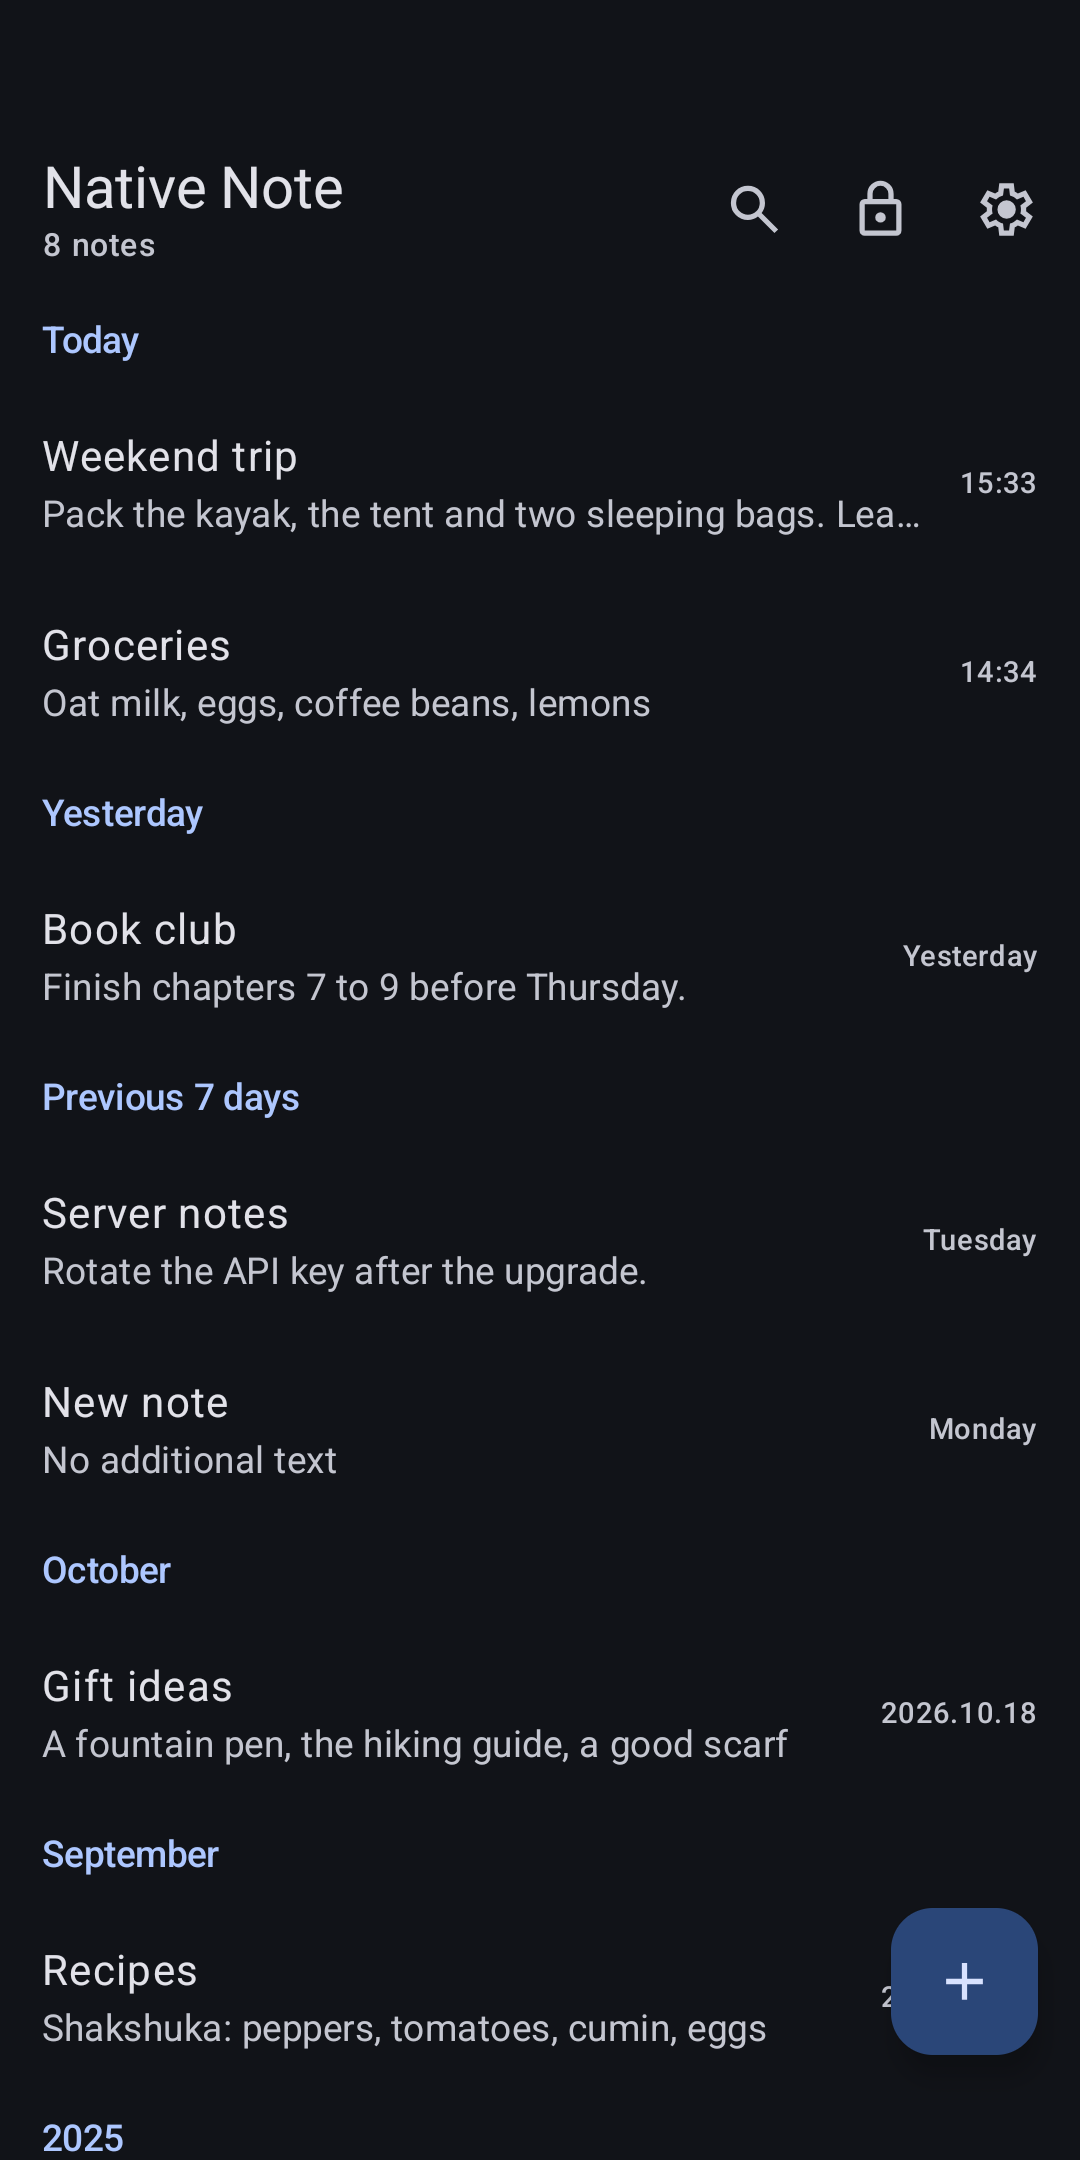 Native Note
8 notes
Today
Weekend trip
Pack the kayak, the tent and two sleeping bags. Lea…
15:33
Groceries
Oat milk, eggs, coffee beans, lemons
14:34
Yesterday
Book club
Finish chapters 7 to 9 before Thursday.
Yesterday
Previous 7 days
Server notes
Rotate the API key after the upgrade.
Tuesday
New note
No additional text
Monday
October
Gift ideas
A fountain pen, the hiking guide, a good scarf
2026.10.18
September
Recipes
Shakshuka: peppers, tomatoes, cumin, eggs
2025